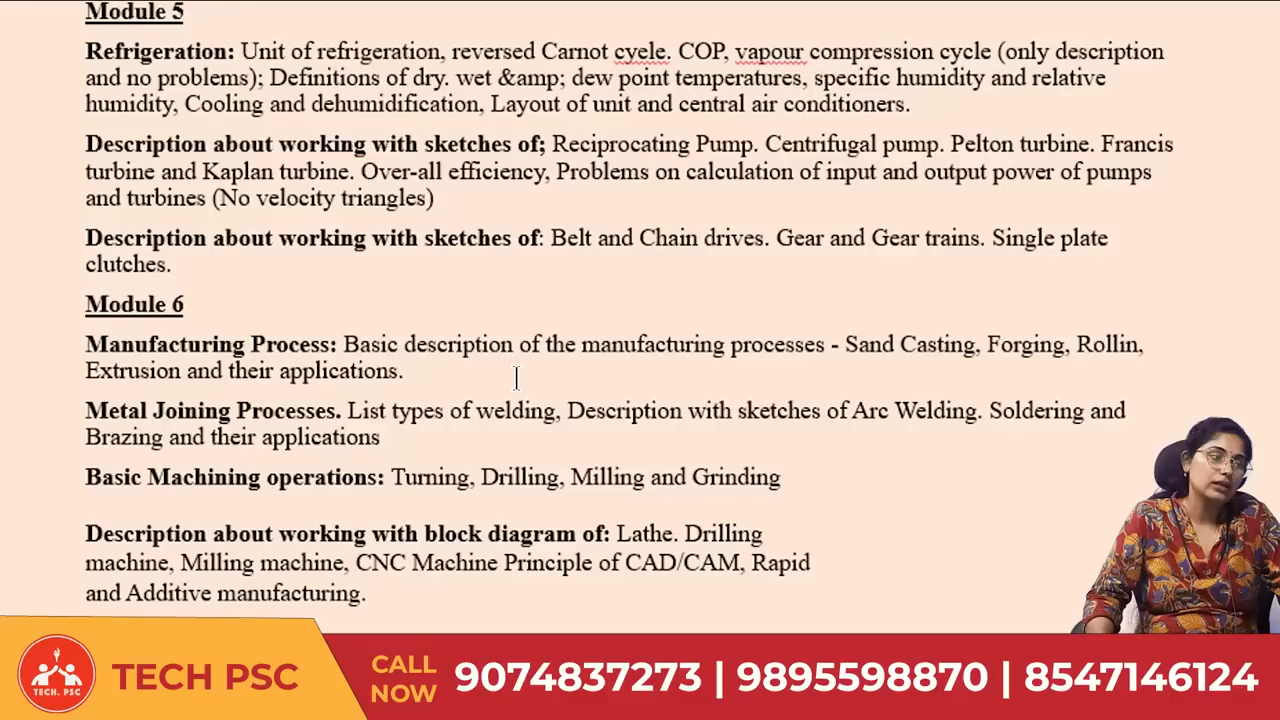 Module 5
Refrigeration: Unit of refrigeration, reversed Carnot cyele. COP, vapour compression cycle (only description
and no problems); Definitions of dry. wet &amp; dew point temperatures, specific humidity and relative
humidity, Cooling and dehumidification, Layout of unit and central air conditioners.
Description about working with sketches of; Reciprocating Pump. Centrifugal pump. Pelton turbine. Francis
turbine and Kaplan turbine. Over-all efficiency, Problems on calculation of input and output power of pumps
and turbines (No velocity triangles)
Description about working with sketches of: Belt and Chain drives. Gear and Gear trains. Single plate
clutches.
Module 6
Manufacturing Process: Basic description of the manufacturing processes - Sand Casting, Forging, Rollin,
Extrusion and their applications.
Metal Joining Processes. List types of welding, Description with sketches of Arc Welding. Soldering and
Brazing and their applications
Basic Machining operations: Turning, Drilling, Milling and Grinding
Description about working with block diagram of: Lathe. Drilling
machine, Milling machine, CNC Machine Principle of CAD/CAM, Rapid
and Additive manufacturing.
TECH. PSC
TECH PSC
CALL
NOW
9074837273 | 9895598870 | 8547146124